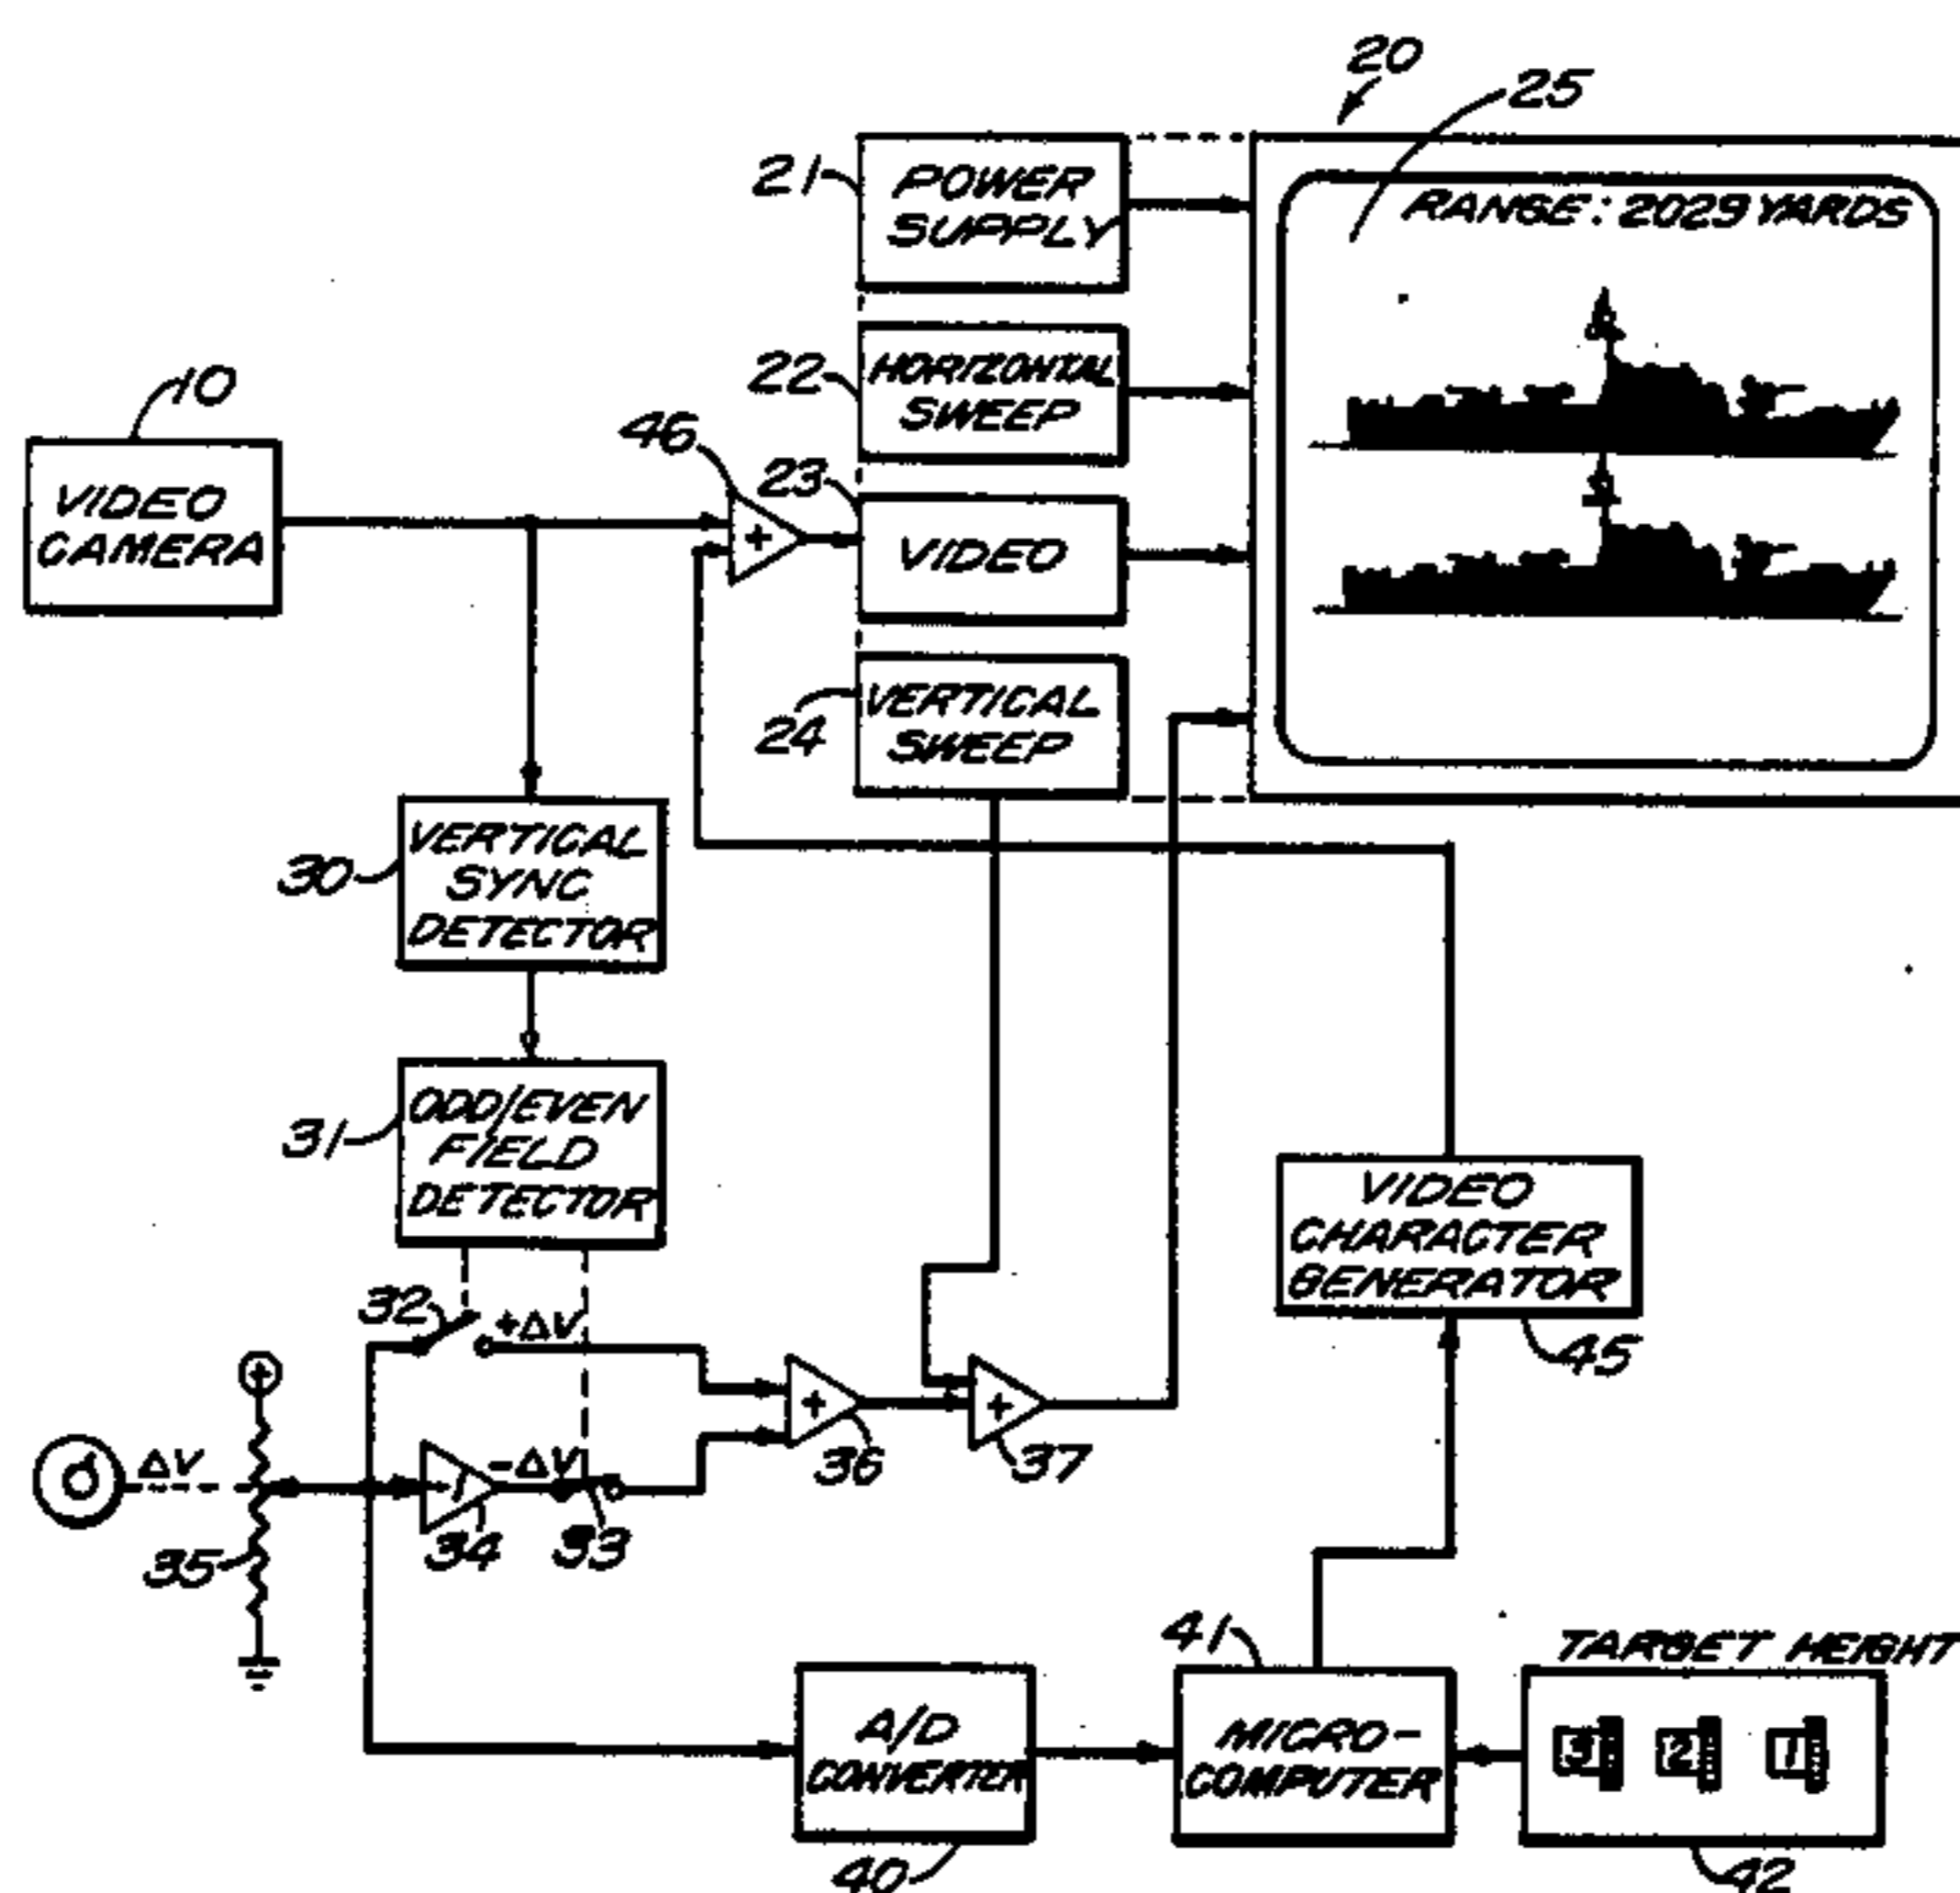 20
25
21
POWER
SUPPLY
RANGE: 2029 YARDS
22
HORIZONTAL
SWEEP
10
46
23
VIDEO
CAMERA
+
VIDEO
24
VERTICAL
SWEEP
30
VERTICAL
SYNC
DETECTOR
31
ODD/EVEN
FIELD
DETECTOR
VIDEO
CHARACTER
GENERATOR
45
32
+ΔV
+
+
+
36
37
ΔV
-1
-ΔV
34
33
35
41
TARGET HEIGHT
A/D
CONVERTER
MICRO-
COMPUTER
3 2 1
40
42